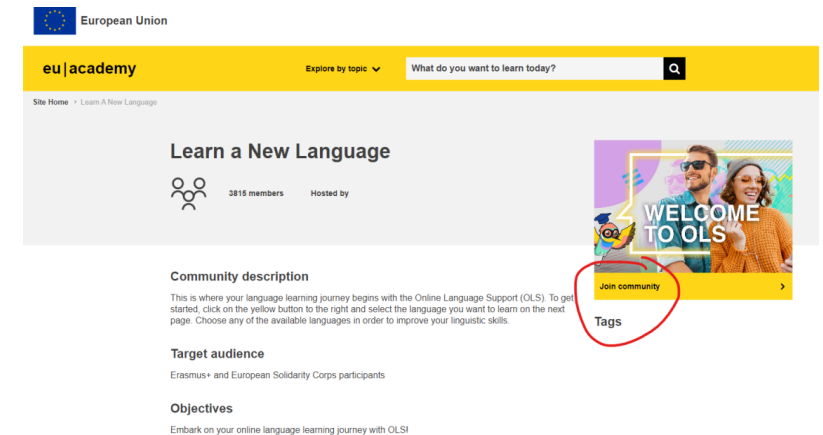 European Union
eu|academy
Explore by topic
What do you want to learn today?
Site Home › Learn A New Language
Learn a New Language
3815 members
Hosted by
WELCOME
TO OLS
Join community
Tags
Community description
This is where your language learning journey begins with the Online Language Support (OLS). To get
started, click on the yellow button to the right and select the language you want to learn on the next
page. Choose any of the available languages in order to improve your linguistic skills.
Target audience
Erasmus+ and European Solidarity Corps participants
Objectives
Embark on your online language learning journey with OLS!